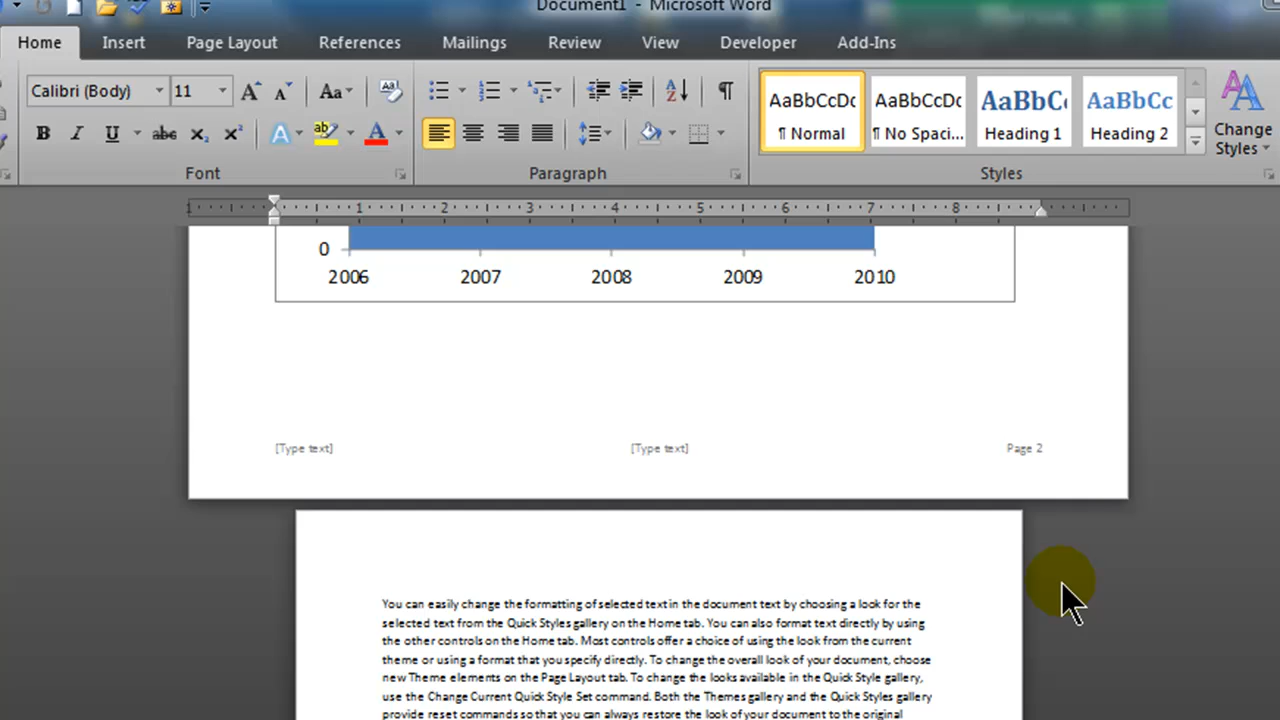 Document1 - Microsoft Word
Home Insert Page Layout References Mailings Review View Developer Add-Ins
Calibri (Body) 11 Aa
AaBbCcDc AaBbCcDc AaBbC AaBbCc
B I U abc x₂ x² A ab A
¶ Normal ¶ No Spaci... Heading 1 Heading 2 Change Styles
Font Paragraph Styles
1 1 2 3 4 5 6 7 8
0
2006 2007 2008 2009 2010
[Type text] [Type text] Page 2
You can easily change the formatting of selected text in the document text by choosing a look for the
selected text from the Quick Styles gallery on the Home tab. You can also format text directly by using
the other controls on the Home tab. Most controls offer a choice of using the look from the current
theme or using a format that you specify directly. To change the overall look of your document, choose
new Theme elements on the Page Layout tab. To change the looks available in the Quick Style gallery,
use the Change Current Quick Style Set command. Both the Themes gallery and the Quick Styles gallery
provide reset commands so that you can always restore the look of your document to the original